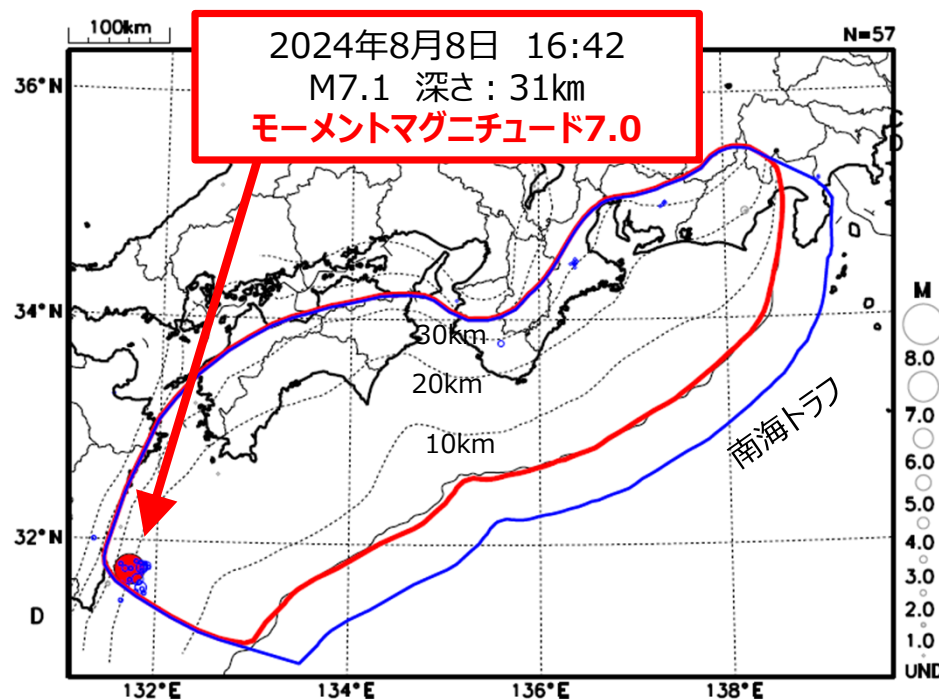 100km
N=57
2024年8月8日 16:42
M7.1 深さ：31㎞
モーメントマグニチュード7.0
36°N
C
D
34°N
30km
20km
10km
南海トラフ
32°N
D
132°E
134°E
136°E
138°E
M
8.0
7.0
6.0
5.0
4.0
3.0
2.0
1.0
UND